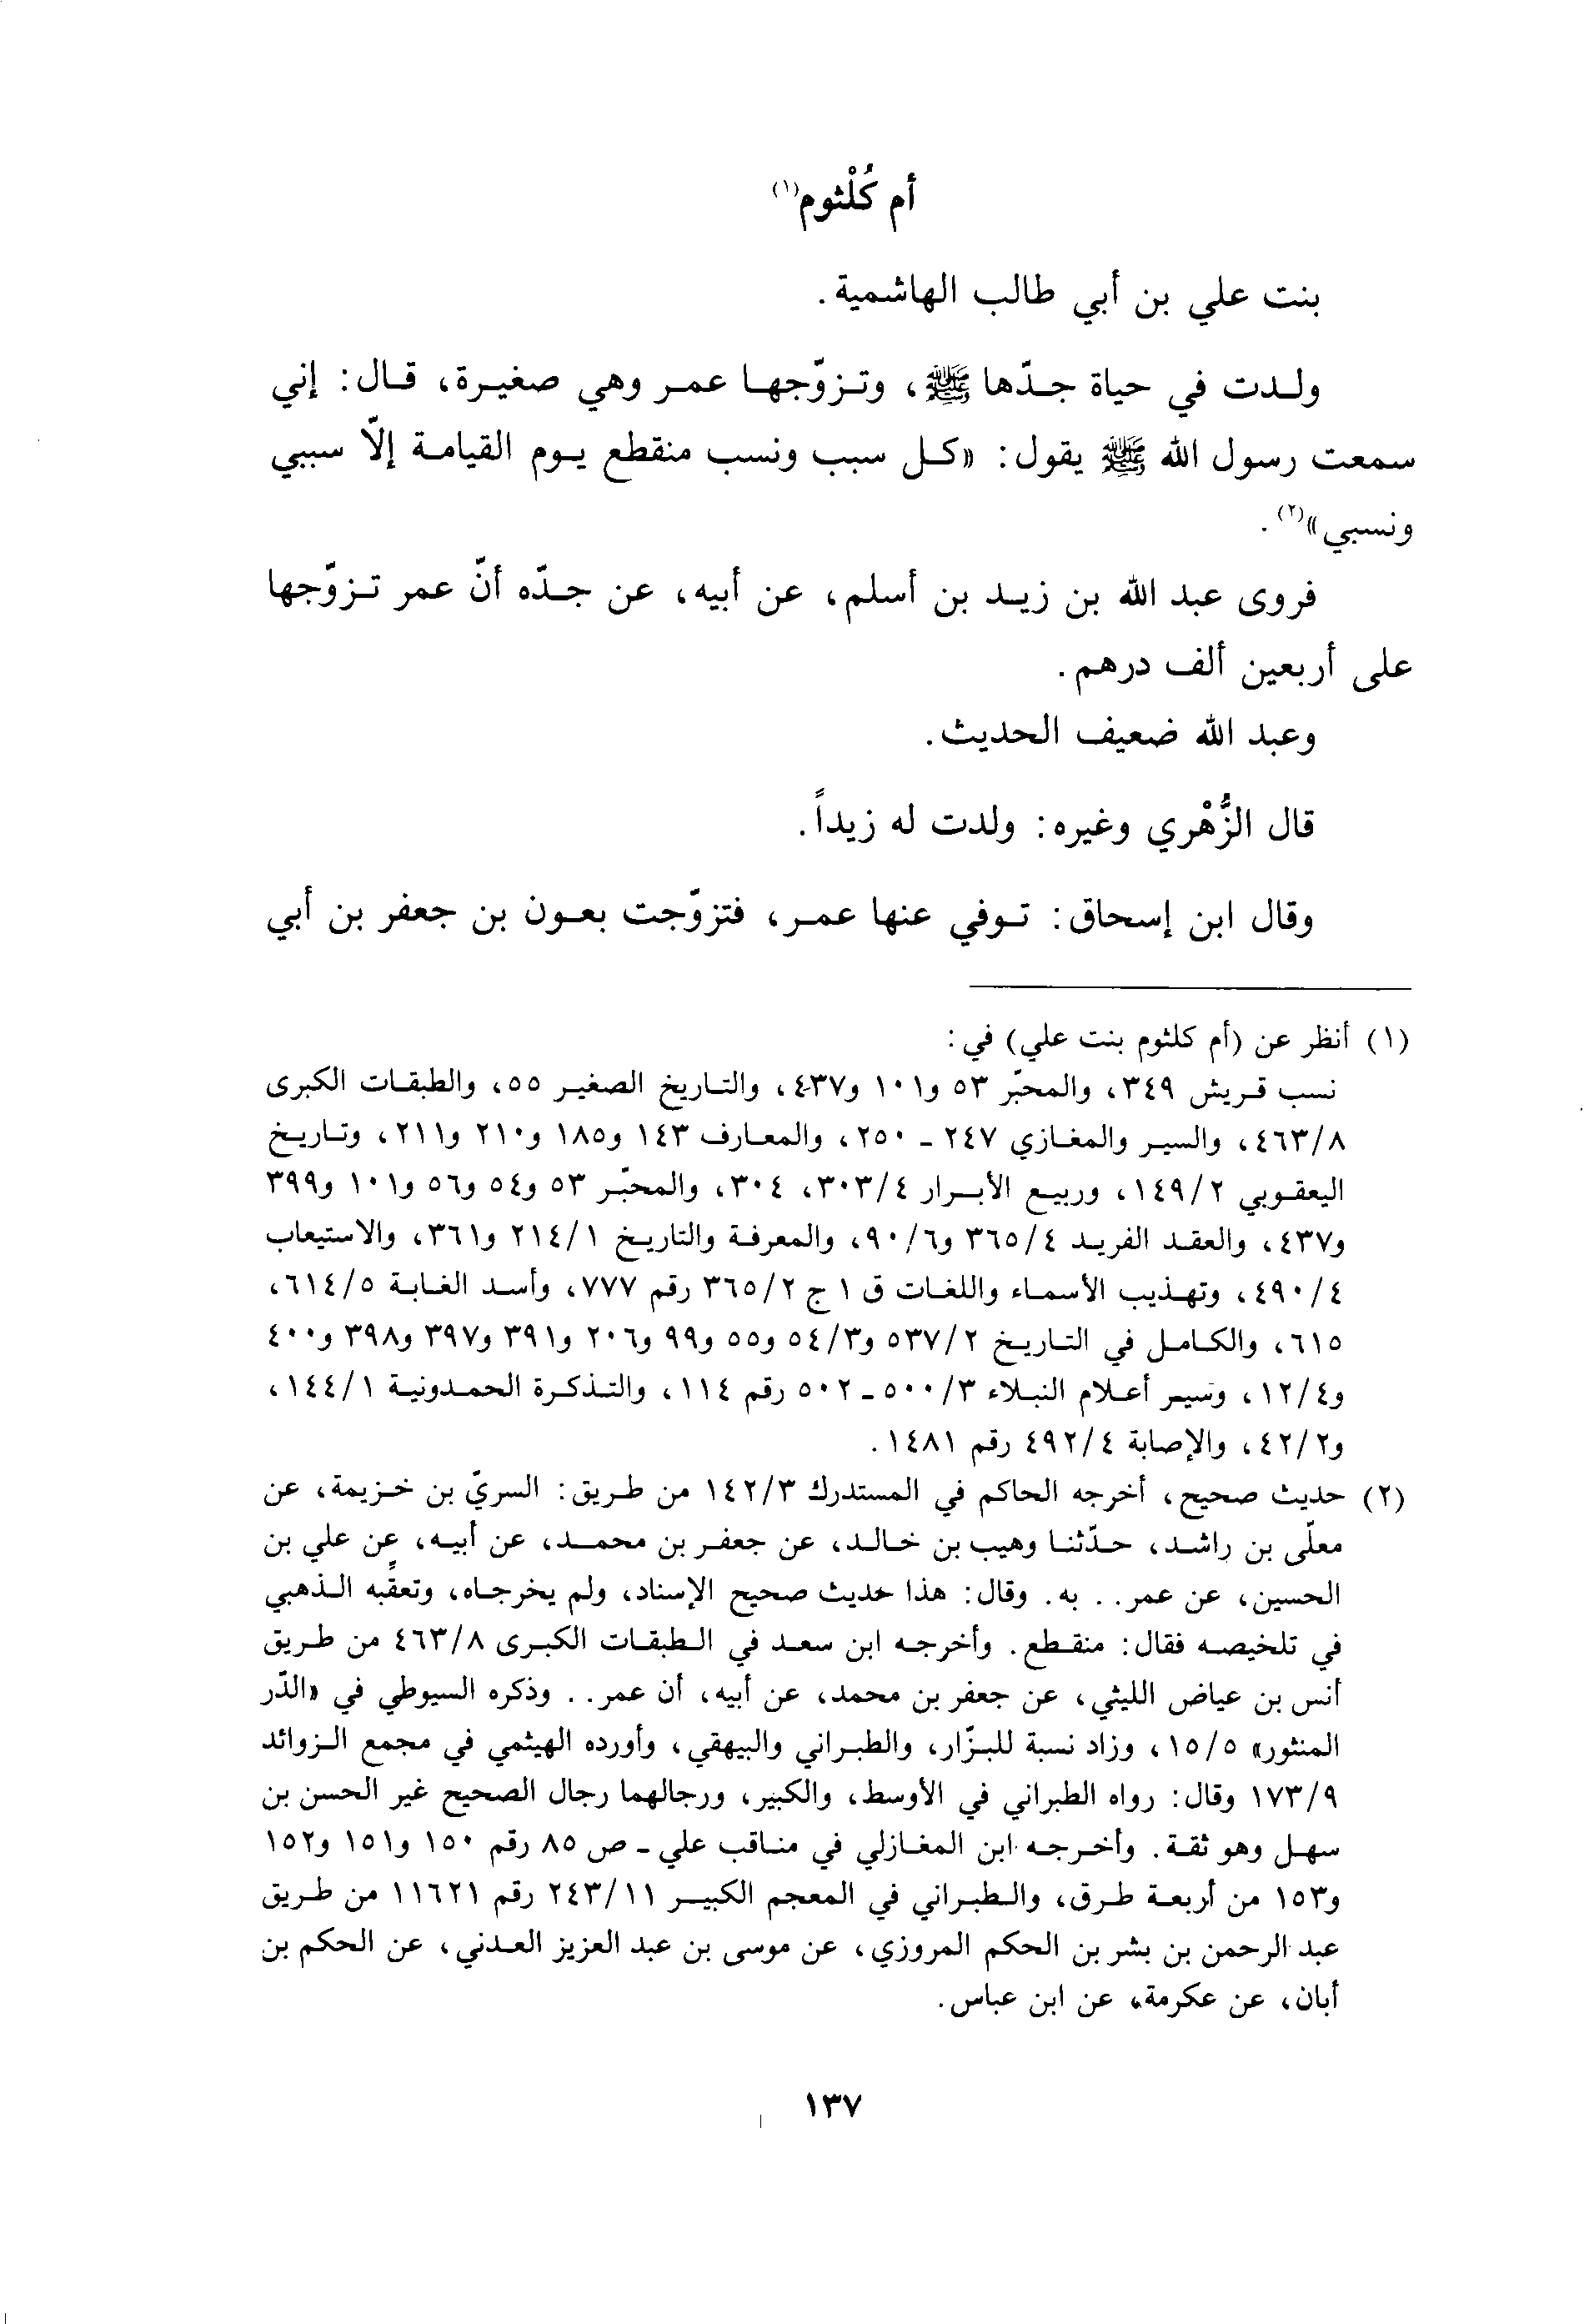 أم كُلْثوم(١)
بنت علي بن أبي طالب الهاشمية.
ولدت في حياة جدّها ﷺ، وتزوّجها عمر وهي صغيرة، قال: إني
سمعت رسول الله ﷺ يقول: «كل سبب ونسب منقطع يوم القيامة إلاّ سببي
ونسبي»(٢).
فروى عبد الله بن زيد بن أسلم، عن أبيه، عن جدّه أنّ عمر تزوّجها
على أربعين ألف درهم.
وعبد الله ضعيف الحديث.
قال الزُّهْري وغيره: ولدت له زيداً.
وقال ابن إسحاق: توفي عنها عمر، فتزوّجت بعون بن جعفر بن أبي
(١) أنظر عن (أم كلثوم بنت علي) في:
نسب قريش ٣٤٩، والمحبّر ٥٣ و١٠١ و٤٣٧، والتاريخ الصغير ٥٥، والطبقات الكبرى
٤٦٣/٨، والسير والمغازي ٢٤٧ - ٢٥٠، والمعارف ١٤٣ و١٨٥ و٢١٠ و٢١١، وتاريخ
اليعقوبي ١٤٩/٢، وربيع الأبرار ٣٠٣/٤، ٣٠٤، والمحبّر ٥٣ و٥٤ و٥٦ و١٠١ و٣٩٩
و٤٣٧، والعقد الفريد ٣٦٥/٤ و٩٠/٦، والمعرفة والتاريخ ٢١٤/١ و٣٦١، والاستيعاب
٤٩٠/٤، وتهذيب الأسماء واللغات ق ١ ج ٣٦٥/٢ رقم ٧٧٧، وأسد الغابة ٦١٤/٥،
٦١٥، والكامل في التاريخ ٥٣٧/٢ و٥٤/٣ و٥٥ و٩٩ و٢٠٦ و٣٩١ و٣٩٧ و٣٩٨ و٤٠٠
و١٢/٤، وسير أعلام النبلاء ٥٠٠/٣ - ٥٠٢ رقم ١١٤، والتذكرة الحمدونية ١٤٤/١،
و٤٢/٢، والإصابة ٤٩٢/٤ رقم ١٤٨١.
(٢) حديث صحيح، أخرجه الحاكم في المستدرك ١٤٢/٣ من طريق: السريّ بن خزيمة، عن
معلّى بن راشد، حدّثنا وهيب بن خالد، عن جعفر بن محمد، عن أبيه، عن علي بن
الحسين، عن عمر.. به. وقال: هذا حديث صحيح الإسناد، ولم يخرجاه، وتعقّبه الذهبي
في تلخيصه فقال: منقطع. وأخرجه ابن سعد في الطبقات الكبرى ٤٦٣/٨ من طريق
أنس بن عياض الليثي، عن جعفر بن محمد، عن أبيه، أن عمر.. وذكره السيوطي في «الدّر
المنثور» ١٥/٥، وزاد نسبة للبزّار، والطبراني والبيهقي، وأورده الهيثمي في مجمع الزوائد
١٧٣/٩ وقال: رواه الطبراني في الأوسط، والكبير، ورجالهما رجال الصحيح غير الحسن بن
سهل وهو ثقة. وأخرجه ابن المغازلي في مناقب علي - ص ٨٥ رقم ١٥٠ و١٥١ و١٥٢
و١٥٣ من أربعة طرق، والطبراني في المعجم الكبير ٢٤٣/١١ رقم ١١٦٢١ من طريق
عبد الرحمن بن بشر بن الحكم المروزي، عن موسى بن عبد العزيز العدني، عن الحكم بن
أبان، عن عكرمة، عن ابن عباس.
١٣٧